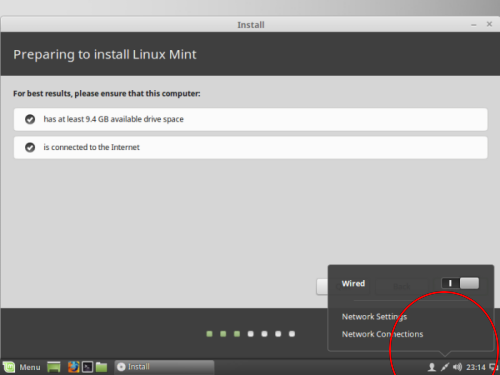 Install
Preparing to install Linux Mint
For best results, please ensure that this computer:
has at least 9.4 GB available drive space
is connected to the Internet
Wired
Network Settings
Network Connections
Menu
Install
23:14